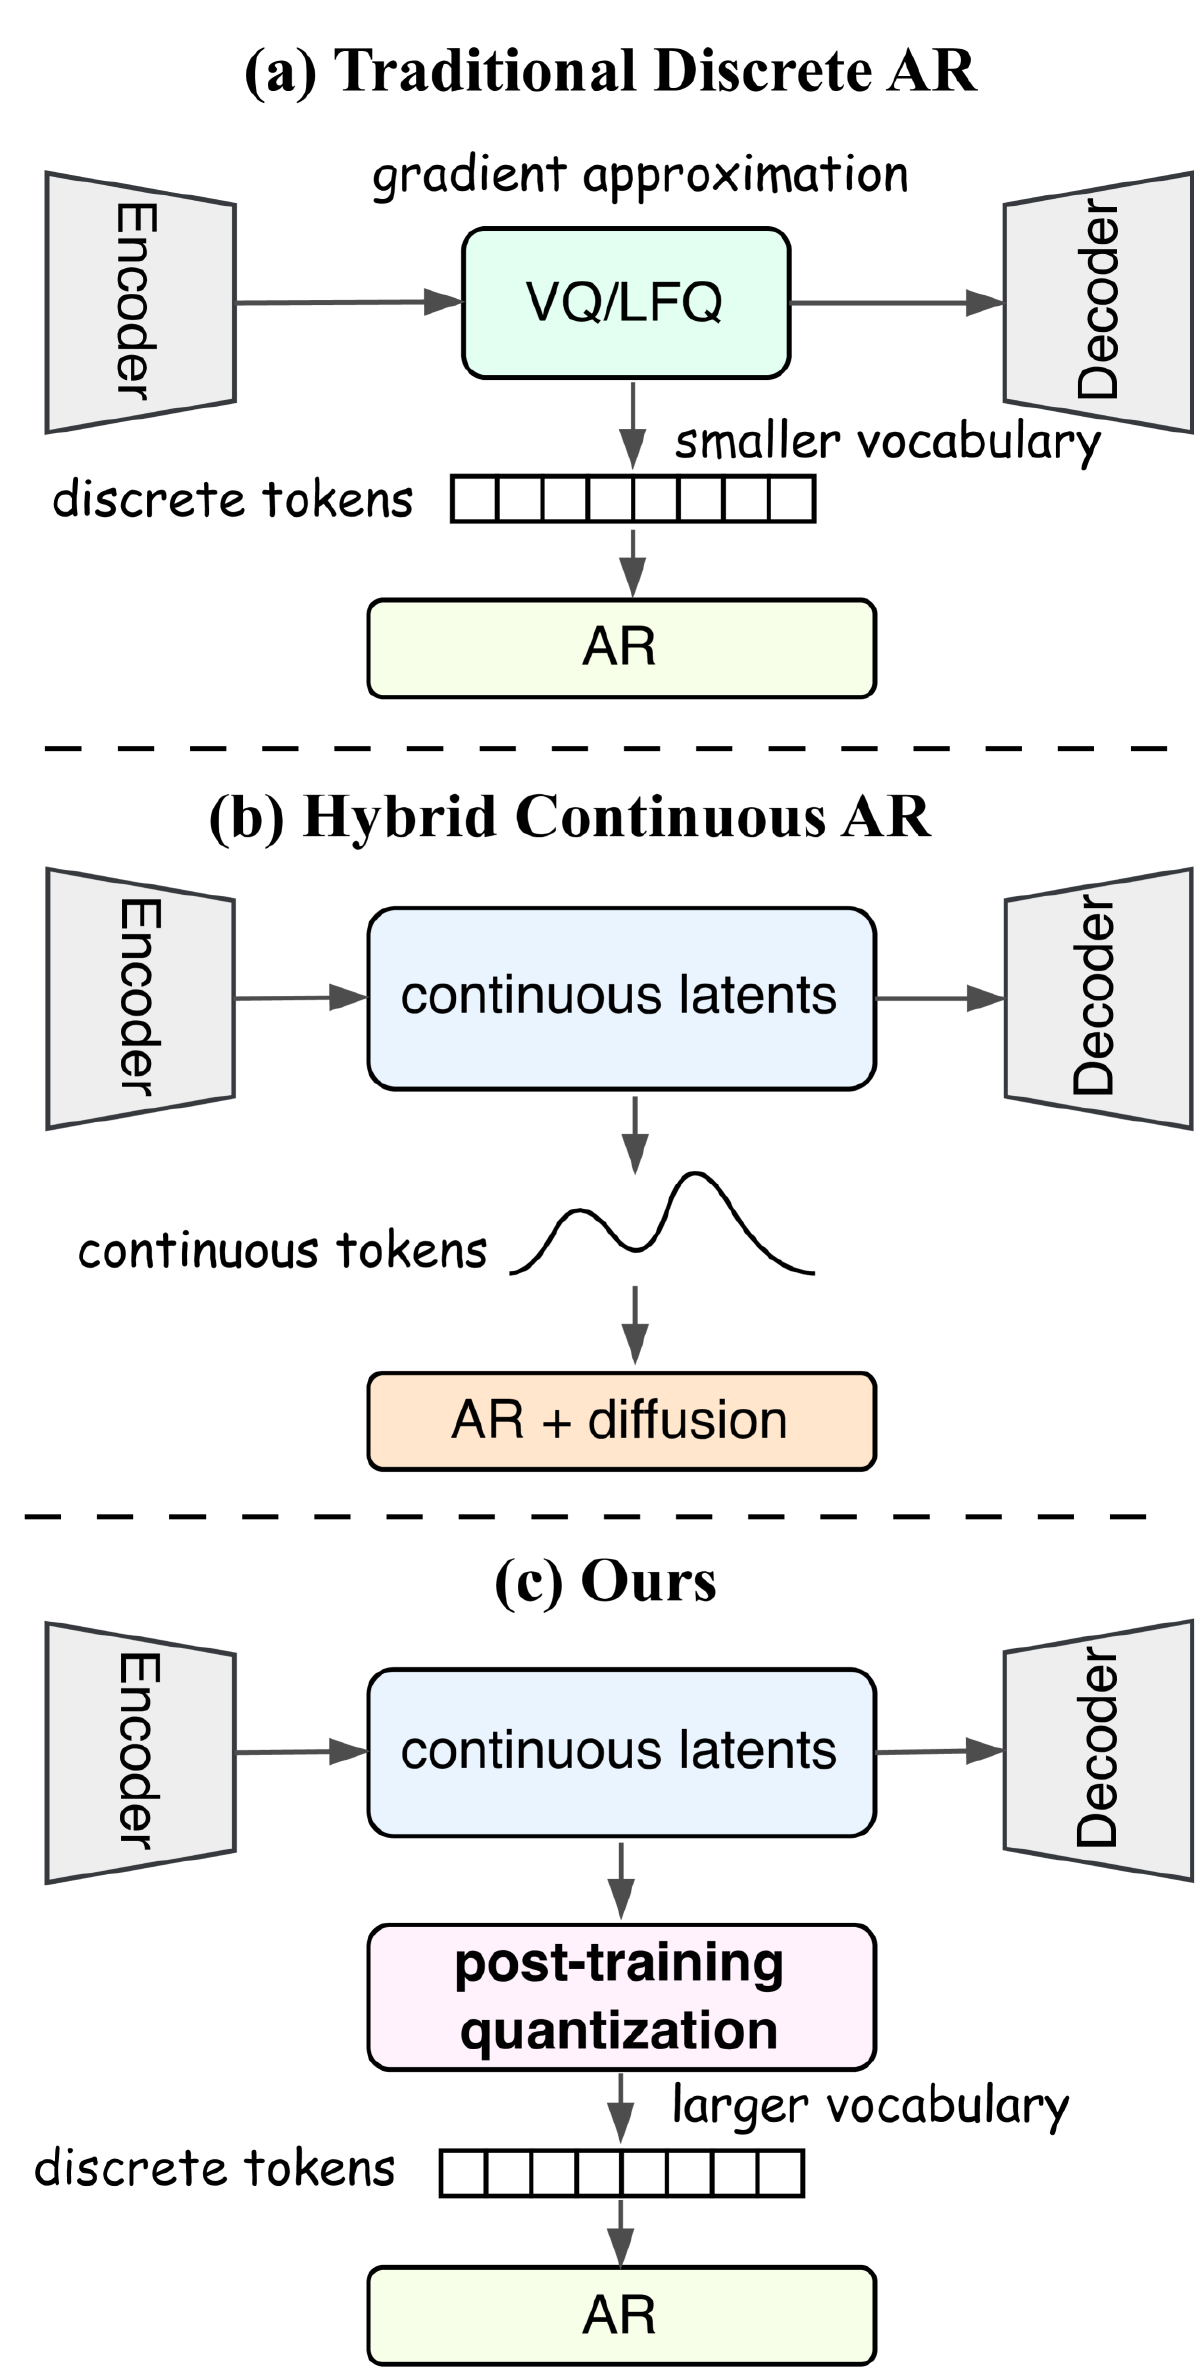 (a) Traditional Discrete AR
gradient approximation
Encoder
VQ/LFQ
Decoder
smaller vocabulary
discrete tokens
AR
(b) Hybrid Continuous AR
Encoder
continuous latents
Decoder
continuous tokens
AR + diffusion
(c) Ours
Encoder
continuous latents
Decoder
post-training
quantization
larger vocabulary
discrete tokens
AR